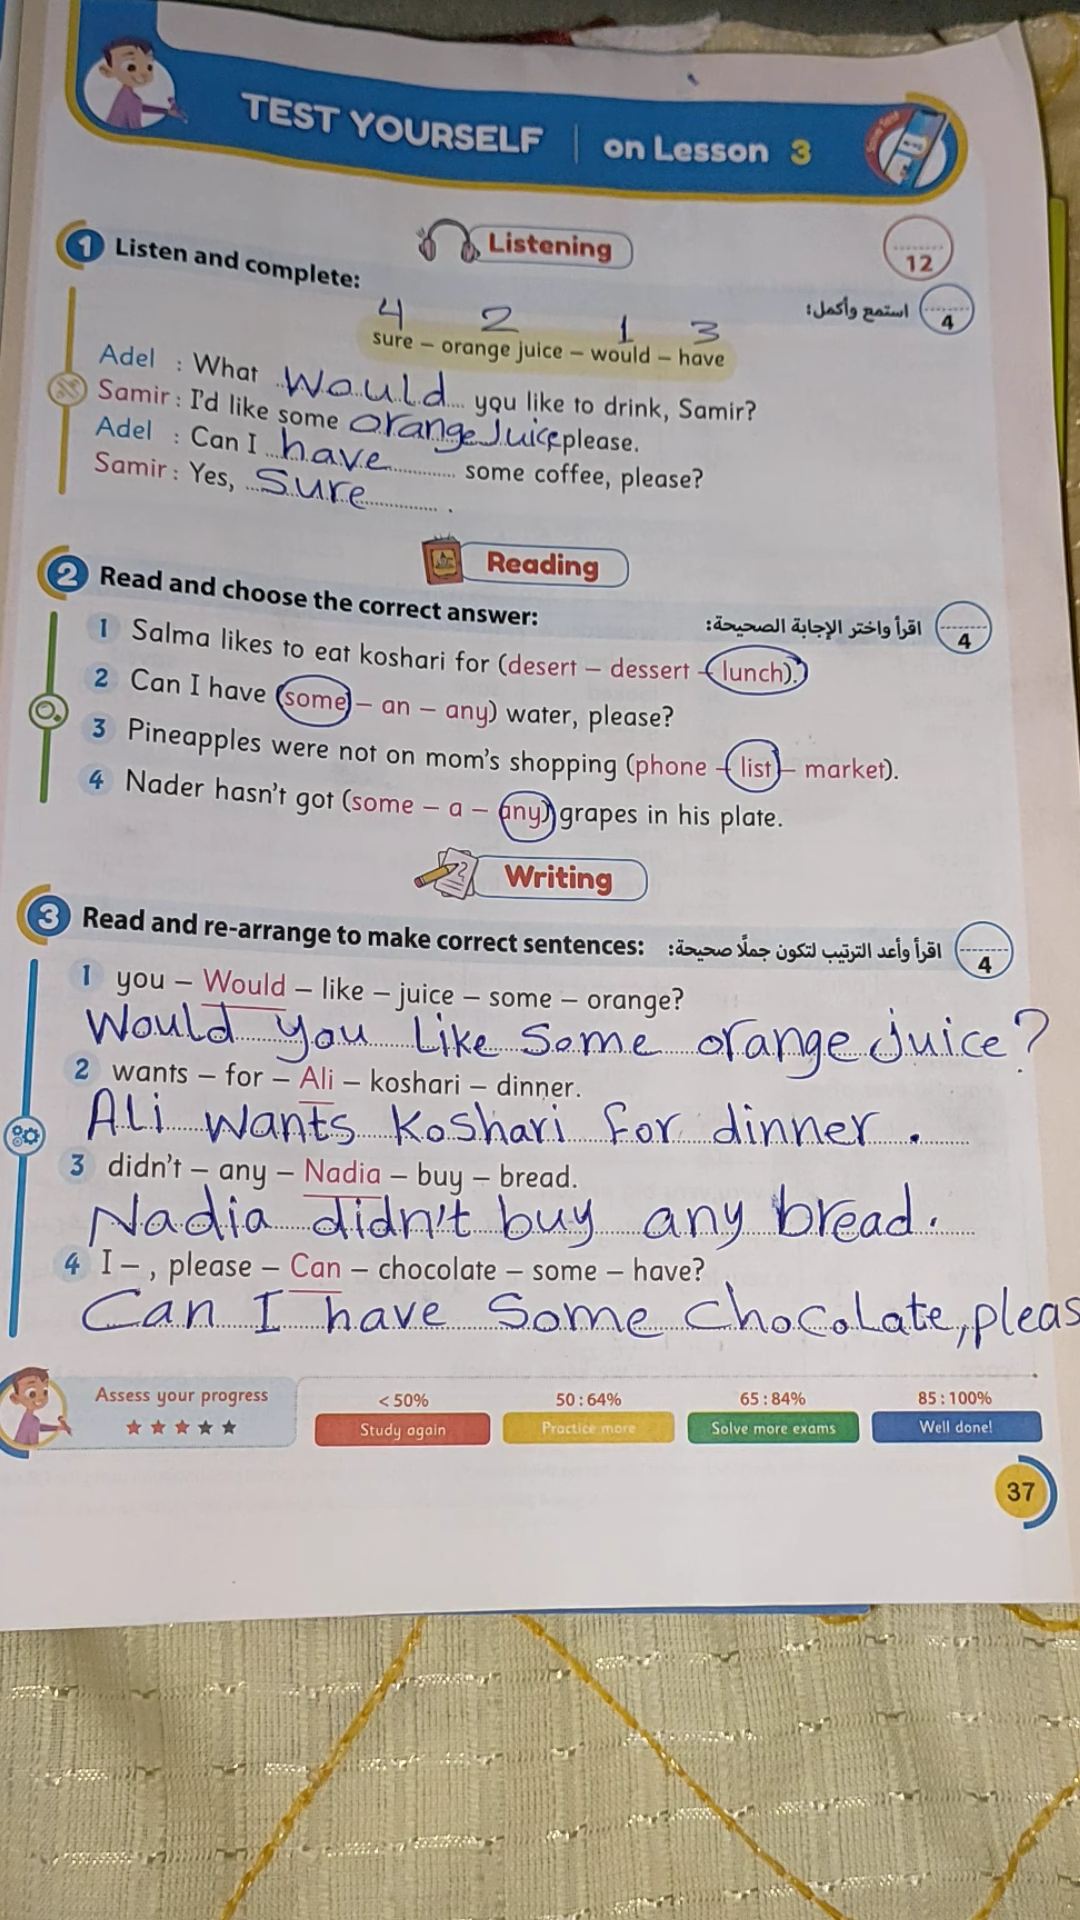 TEST YOURSELF | on Lesson 3
Listening
12
1 Listen and complete:
استمع وأكمل:
4
4 2 1 3
sure – orange juice – would – have
Adel : What would you like to drink, Samir?
Samir : I'd like some orange juice please.
Adel : Can I have some coffee, please?
Samir : Yes, sure .
Reading
2 Read and choose the correct answer:
اقرأ واختر الإجابة الصحيحة:
4
1 Salma likes to eat koshari for (desert – dessert – lunch).
2 Can I have (some – an – any) water, please?
3 Pineapples were not on mom's shopping (phone – list – market).
4 Nader hasn't got (some – a – any) grapes in his plate.
Writing
3 Read and re-arrange to make correct sentences:
اقرأ وأعد الترتيب لتكون جملًا صحيحة:
4
1 you – Would – like – juice – some – orange?
Would you Like Some orange juice?
2 wants – for – Ali – koshari – dinner.
ALi wants Koshari for dinner .
3 didn't – any – Nadia – buy – bread.
Nadia didn't buy any bread.
4 I – , please – Can – chocolate – some – have?
Can I have Some chocolate, pleas
Assess your progress
< 50%
50 : 64%
65 : 84%
85 : 100%
Study again
Practice more
Solve more exams
Well done!
37